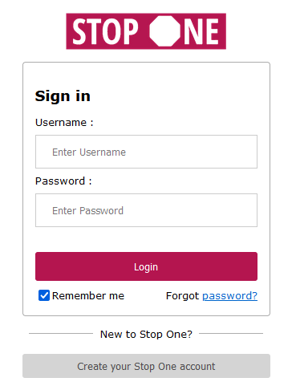 STOP ONE
Sign in
Username :
Enter Username
Password :
Enter Password
Login
Remember me Forgot password?
New to Stop One?
Create your Stop One account